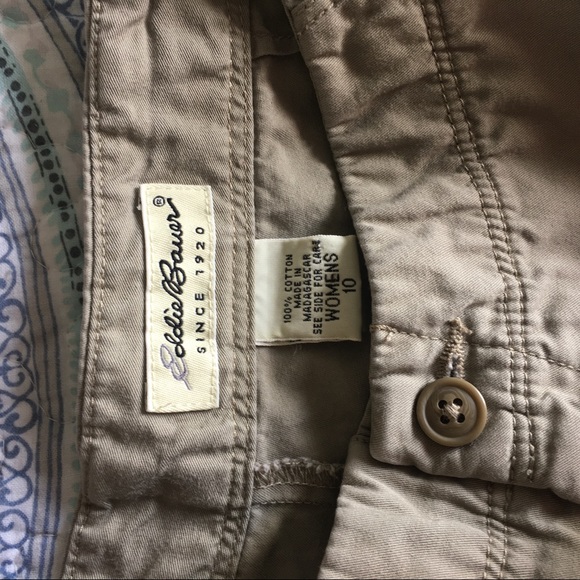 Eddie Bauer®
SINCE 1920
100% COTTON
MADE IN
MADAGASCAR
SEE SIDE FOR CARE
WOMENS
10